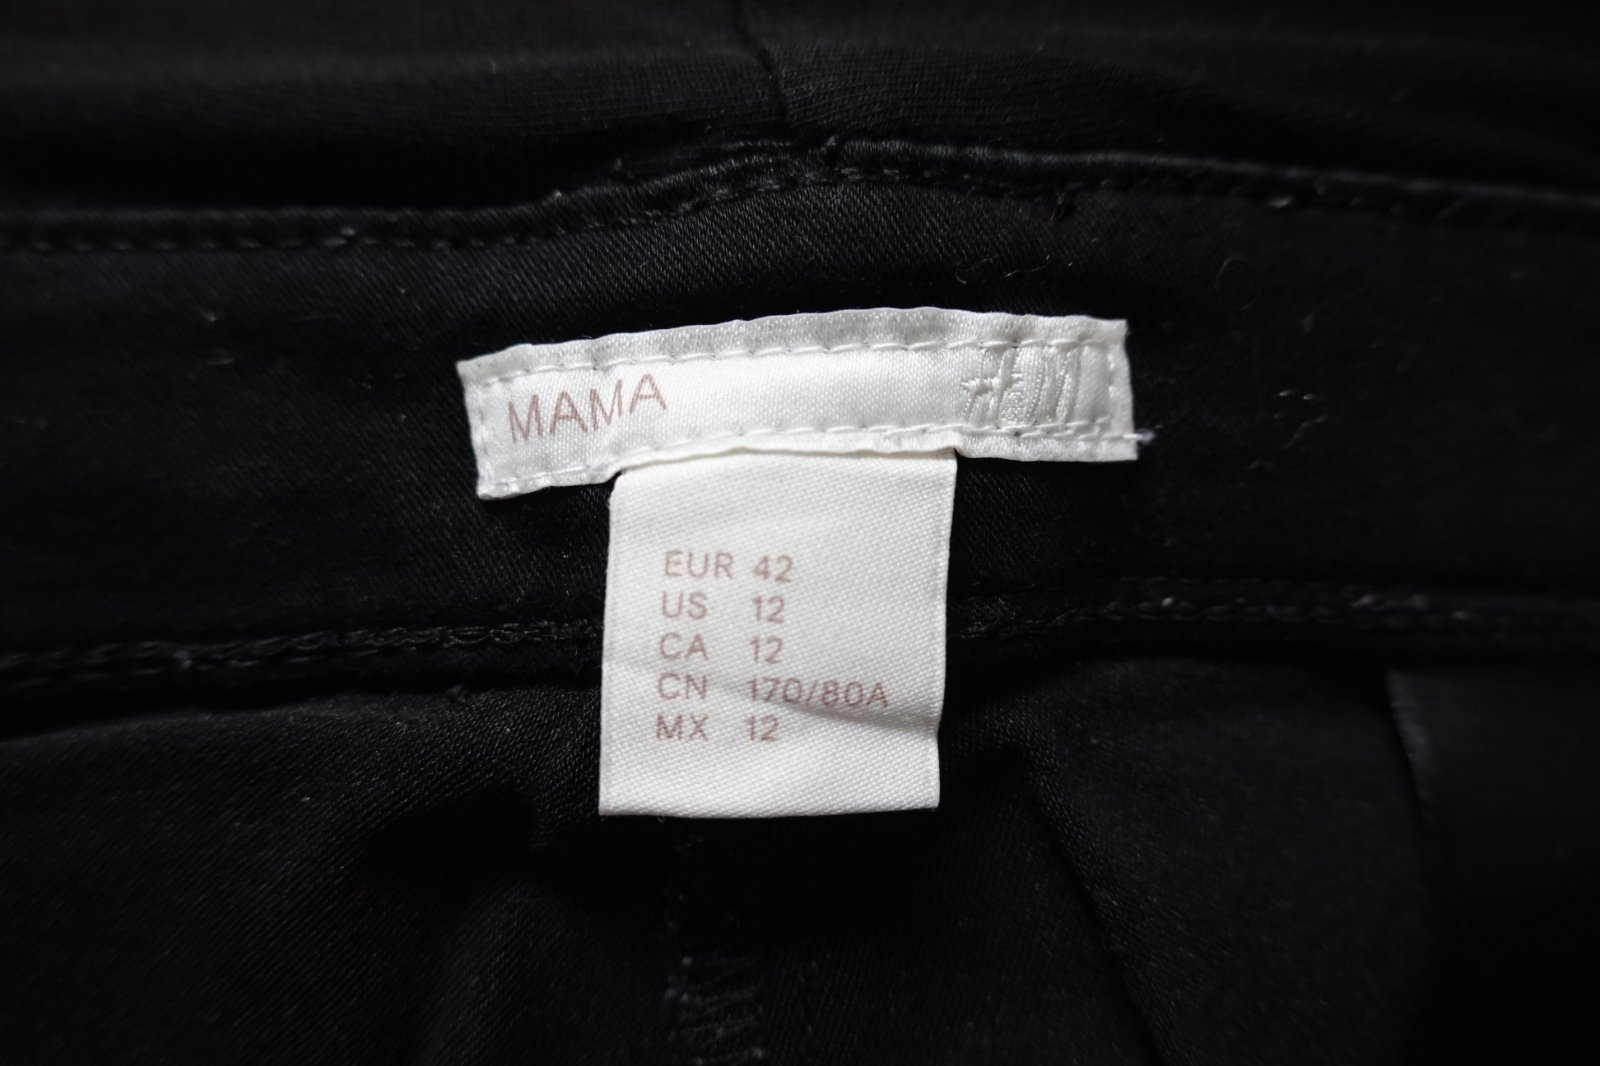 MAMA H&M
EUR 42
US 12
CA 12
CN 170/80A
MX 12